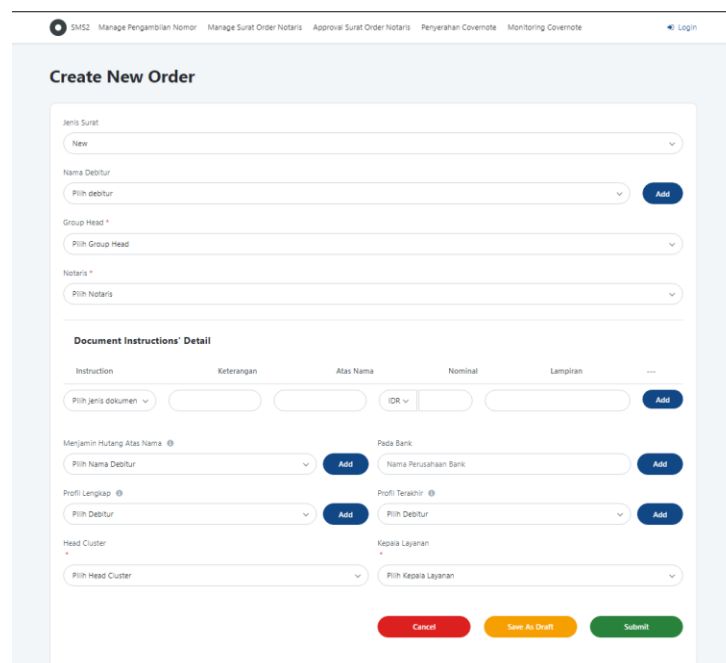 SMS2 Manage Pengambilan Nomor Manage Surat Order Notaris Approval Surat Order Notaris Penyerahan Covernote Monitoring Covernote Login
Create New Order
Jenis Surat
New
Nama Debitur
Pilih debitur
Add
Group Head *
Pilih Group Head
Notaris *
Pilih Notaris
Document Instructions' Detail
Instruction Keterangan Atas Nama Nominal Lampiran ---
Pilih jenis dokumen IDR Add
Menjamin Hutang Atas Nama Pada Bank
Pilih Nama Debitur Add Nama Perusahaan Bank Add
Profil Lengkap Profil Terakhir
Pilih Debitur Add Pilih Debitur Add
Head Cluster Kepala Layanan
* *
Pilih Head Cluster Pilih Kepala Layanan
Cancel Save As Draft Submit